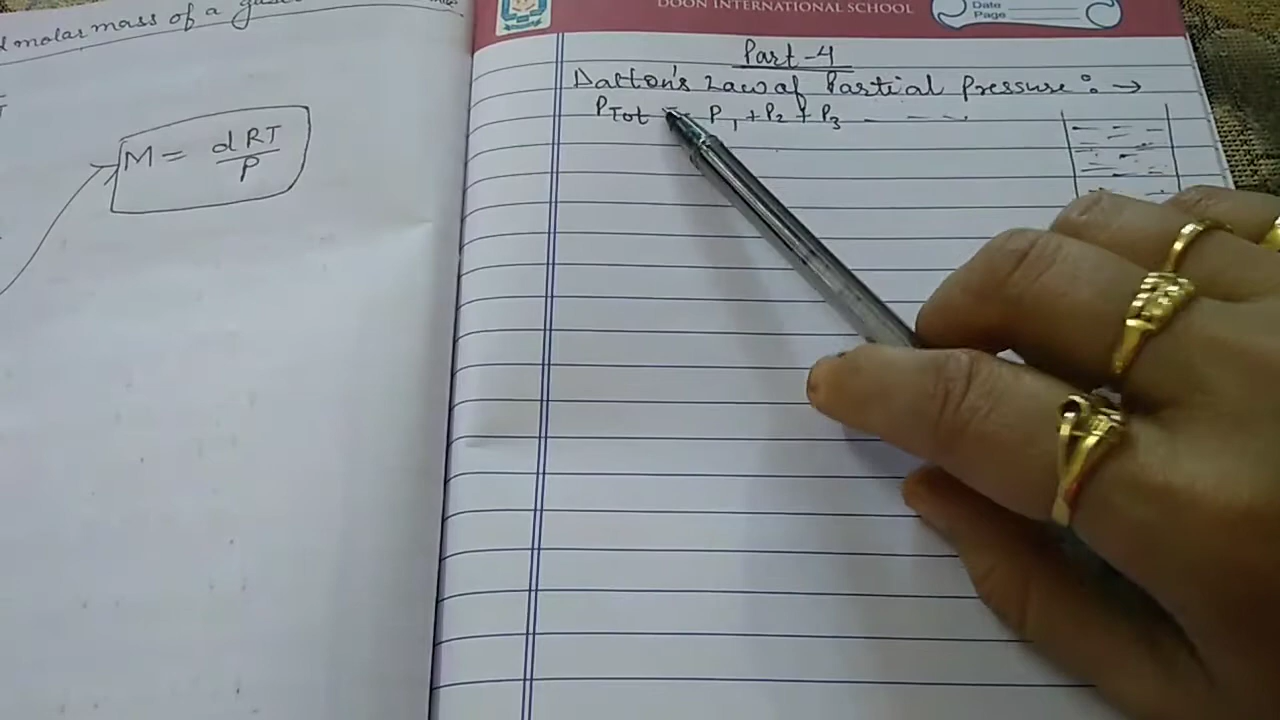 molar mass of a
M = dRT/P
DOON INTERNATIONAL SCHOOL
Date
Page
Part-4
Dalton's Law of Partial Pressure :→
PTot = P1 + P2 + P3 - - - -